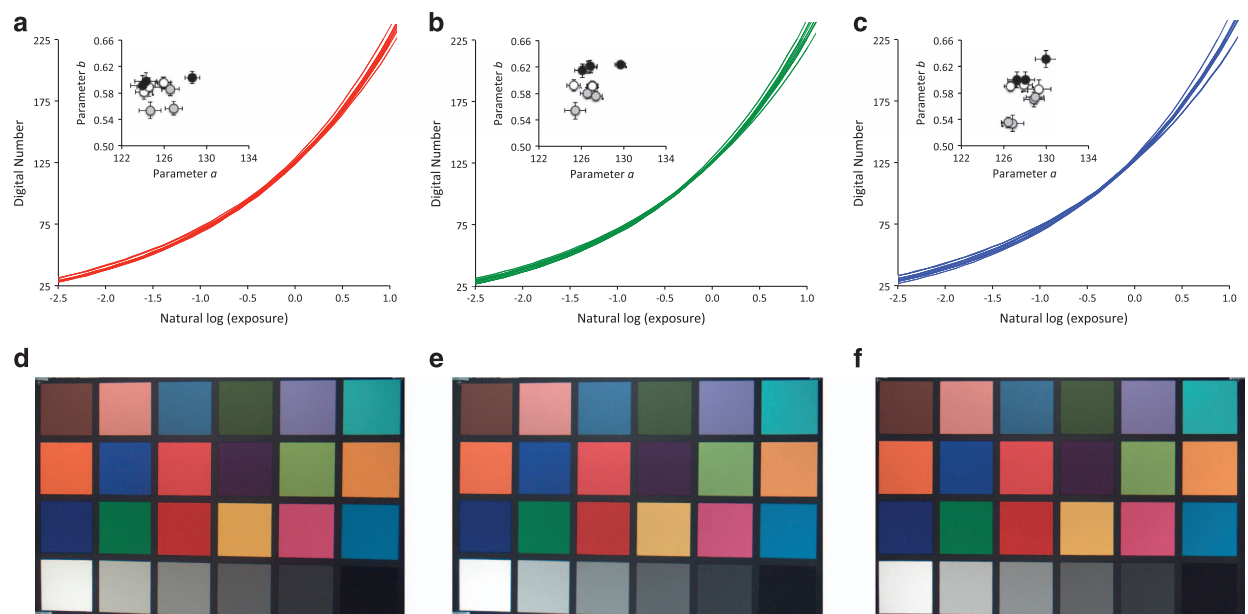 a
b
c
225
175
125
75
25
Digital Number
-2.5 -2.0 -1.5 -1.0 -0.5 0.0 0.5 1.0
Natural log (exposure)
0.66
0.62
0.58
0.54
0.50
Parameter b
122 126 130 134
Parameter a
225
175
125
75
25
Digital Number
-2.5 -2.0 -1.5 -1.0 -0.5 0.0 0.5 1.0
Natural log (exposure)
0.66
0.62
0.58
0.54
0.50
Parameter b
122 126 130 134
Parameter a
225
175
125
75
25
Digital Number
-2.5 -2.0 -1.5 -1.0 -0.5 0.0 0.5 1.0
Natural log (exposure)
0.66
0.62
0.58
0.54
0.50
Parameter b
122 126 130 134
Parameter a
d
e
f